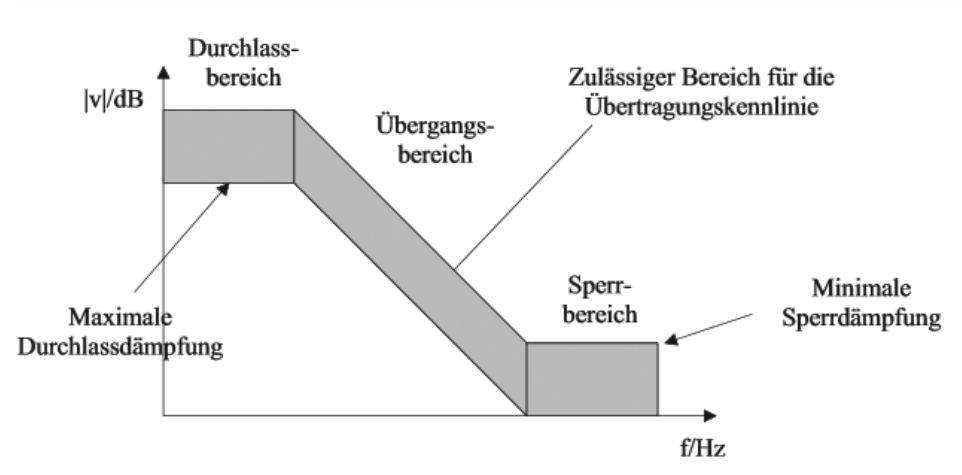 Durchlass-
bereich
|v|/dB
Zulässiger Bereich für die
Übertragungskennlinie
Übergangs-
bereich
Sperr-
bereich
Minimale
Sperrdämpfung
Maximale
Durchlassdämpfung
f/Hz